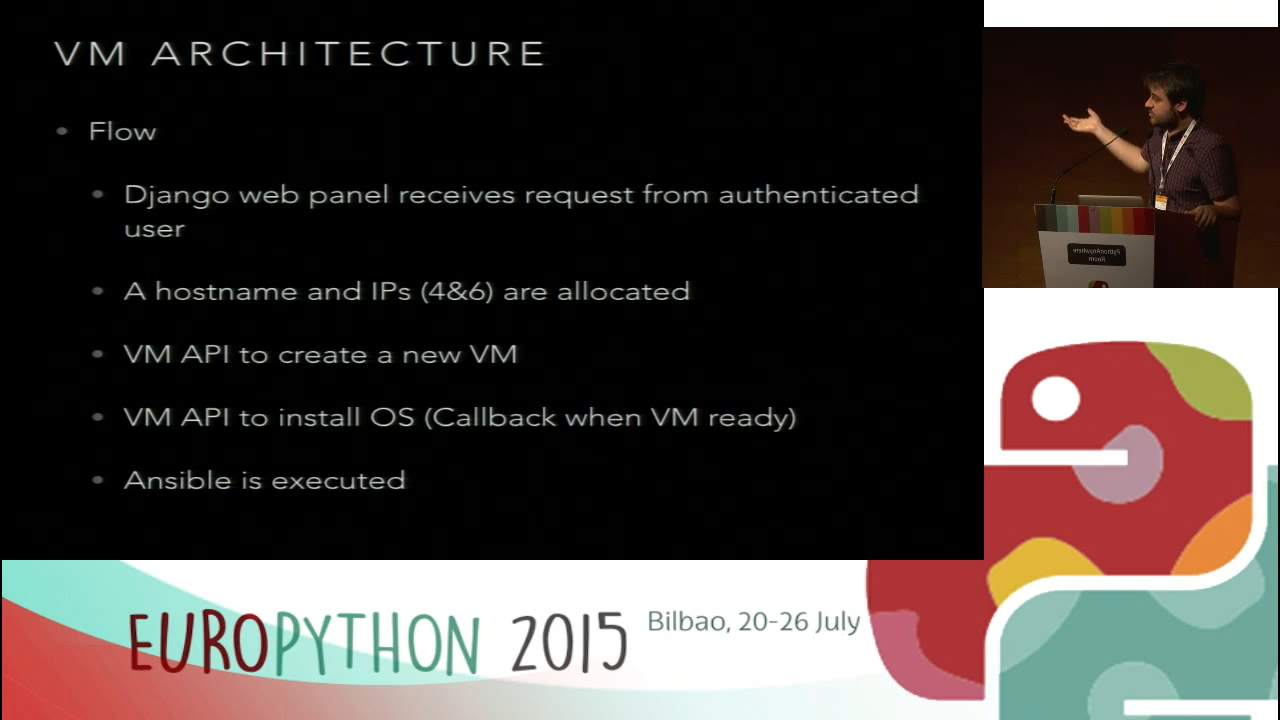 VM ARCHITECTURE
• Flow
• Django web panel receives request from authenticated
user
• A hostname and IPs (4&6) are allocated
• VM API to create a new VM
• VM API to install OS (Callback when VM ready)
• Ansible is executed
PythonAnywhere
Room
EUROPYTHON 2015
Bilbao, 20-26 July